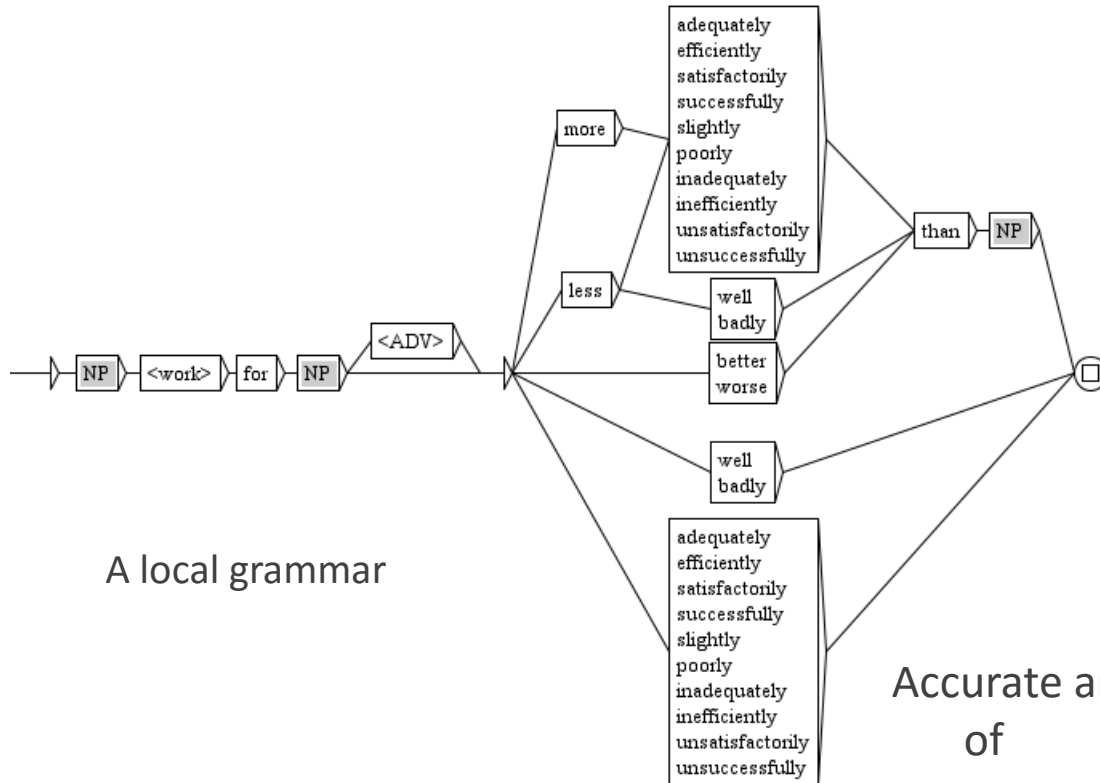 adequately
efficiently
satisfactorily
successfully
slightly
poorly
inadequately
inefficiently
unsatisfactorily
unsuccessfully
more
than
NP
less
well
badly
<ADV>
NP
<work>
for
NP
better
worse
well
badly
A local grammar
adequately
efficiently
satisfactorily
successfully
slightly
poorly
inadequately
inefficiently
unsatisfactorily
unsuccessfully
Accurate
of